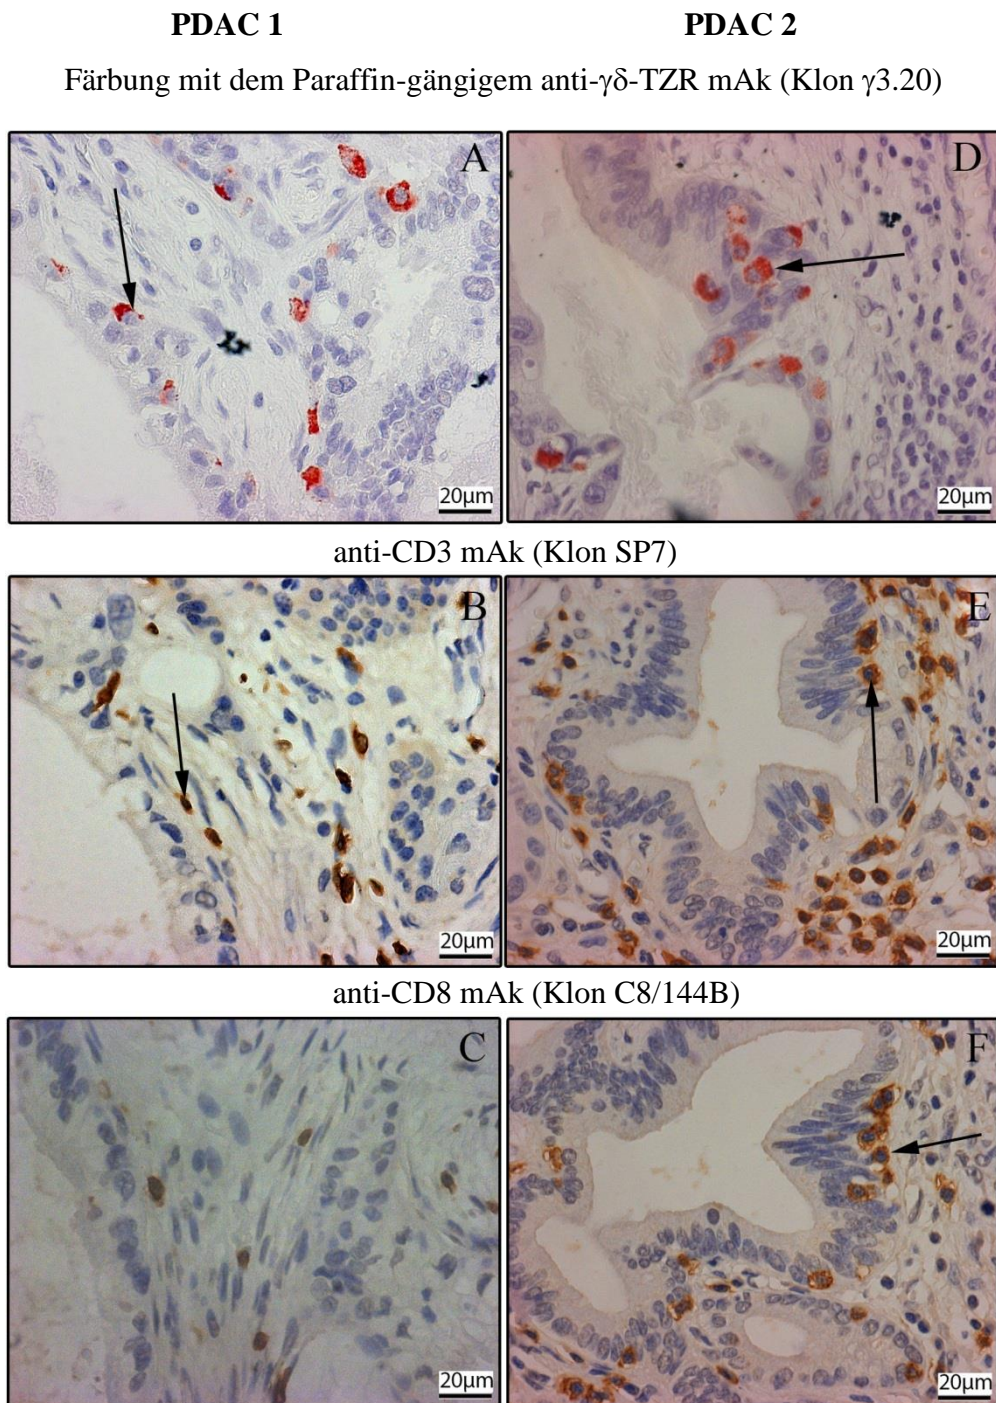 PDAC 1 PDAC 2
Färbung mit dem Paraffin-gängigem anti-γδ-TZR mAk (Klon γ3.20)
A D
20µm 20µm
anti-CD3 mAk (Klon SP7)
B E
20µm 20µm
anti-CD8 mAk (Klon C8/144B)
C F
20µm 20µm